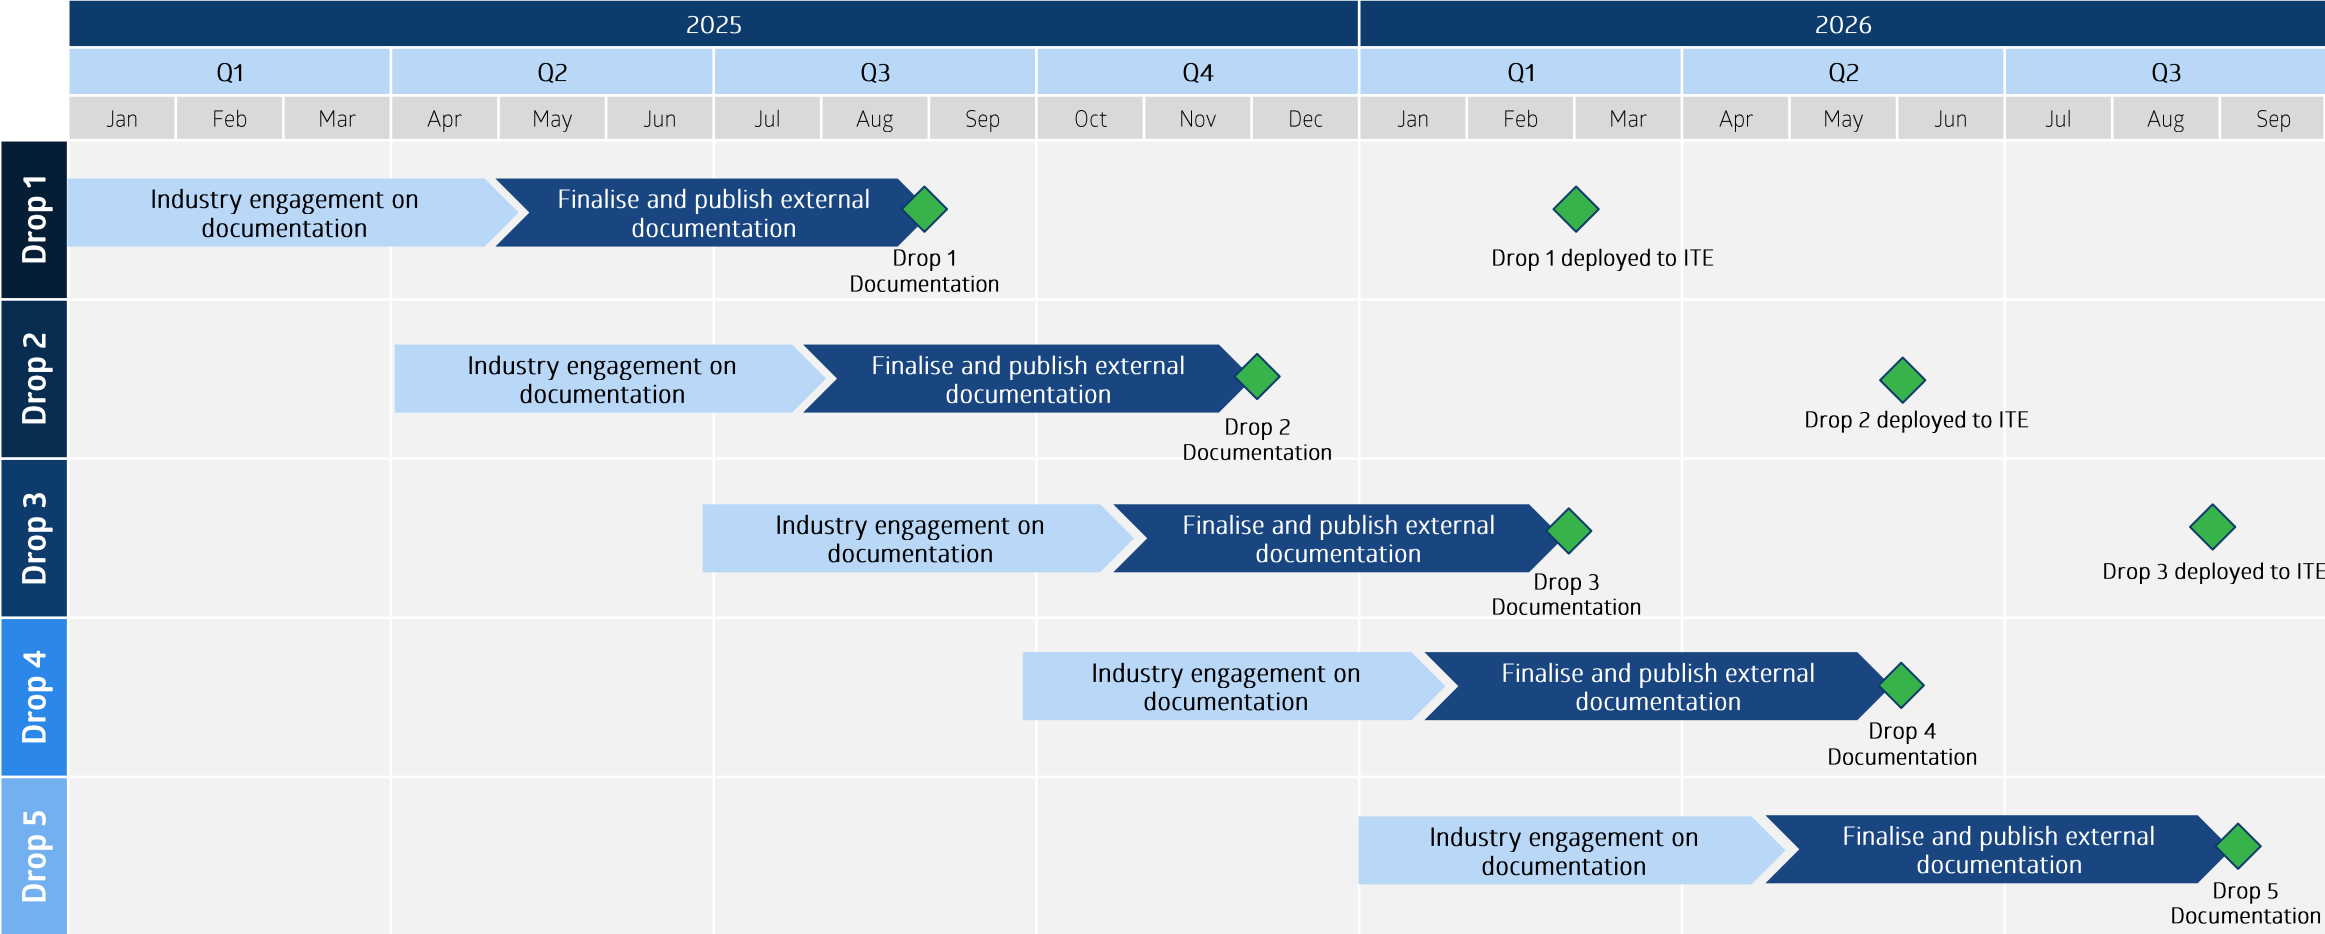 2025
2026
Q1
Q2
Q3
Q4
Q1
Q2
Q3
Jan
Feb
Mar
Apr
May
Jun
Jul
Aug
Sep
Oct
Nov
Dec
Jan
Feb
Mar
Apr
May
Jun
Jul
Aug
Sep
Drop 1
Industry engagement on
documentation
Finalise and publish external
documentation
Drop 1
Documentation
Drop 1 deployed to ITE
Drop 2
Industry engagement on
documentation
Finalise and publish external
documentation
Drop 2
Documentation
Drop 2 deployed to ITE
Drop 3
Industry engagement on
documentation
Finalise and publish external
documentation
Drop 3
Documentation
Drop 3 deployed to ITE
Drop 4
Industry engagement on
documentation
Finalise and publish external
documentation
Drop 4
Documentation
Drop 5
Industry engagement on
documentation
Finalise and publish external
documentation
Drop 5
Documentation